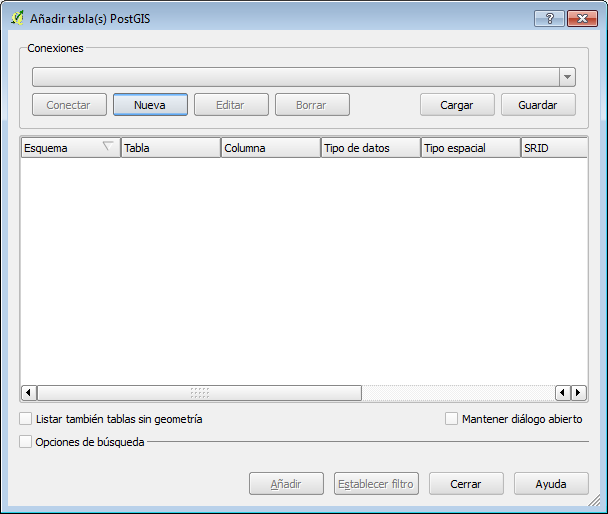 Añadir tabla(s) PostGIS
Conexiones
Conectar Nueva Editar Borrar Cargar Guardar
Esquema Tabla Columna Tipo de datos Tipo espacial SRID
Listar también tablas sin geometría Mantener diálogo abierto
Opciones de búsqueda
Añadir Establecer filtro Cerrar Ayuda